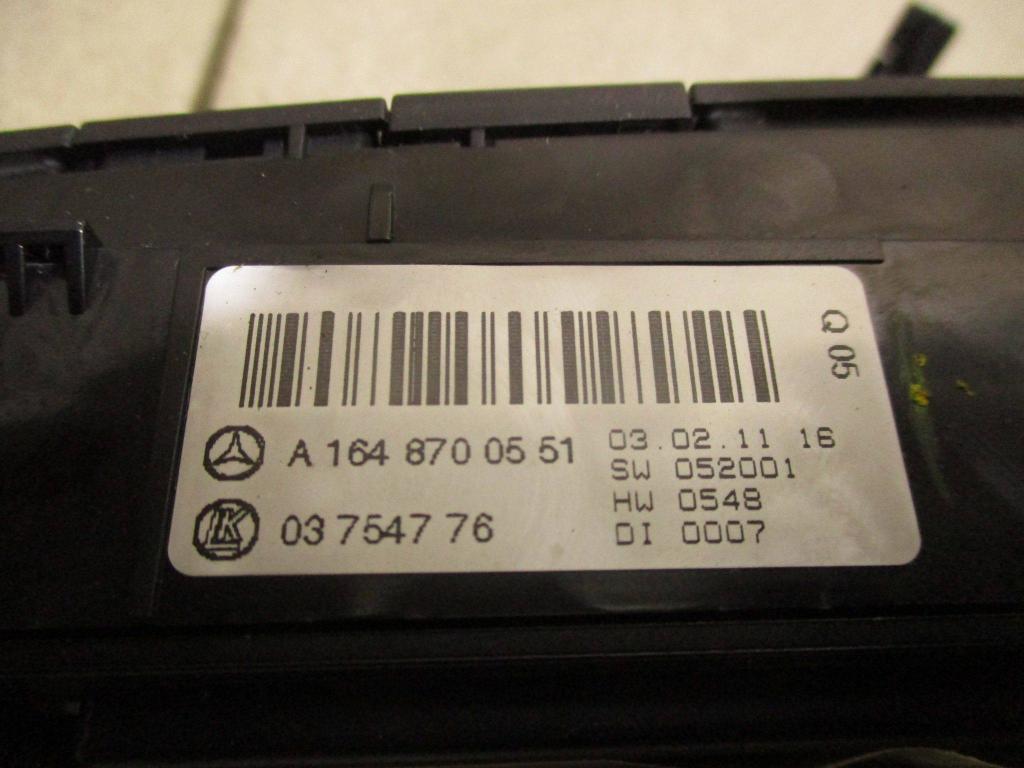 Q 05
A 164 870 05 51
03 7547 76
03.02.11 16
SW 052001
HW 0548
DI 0007